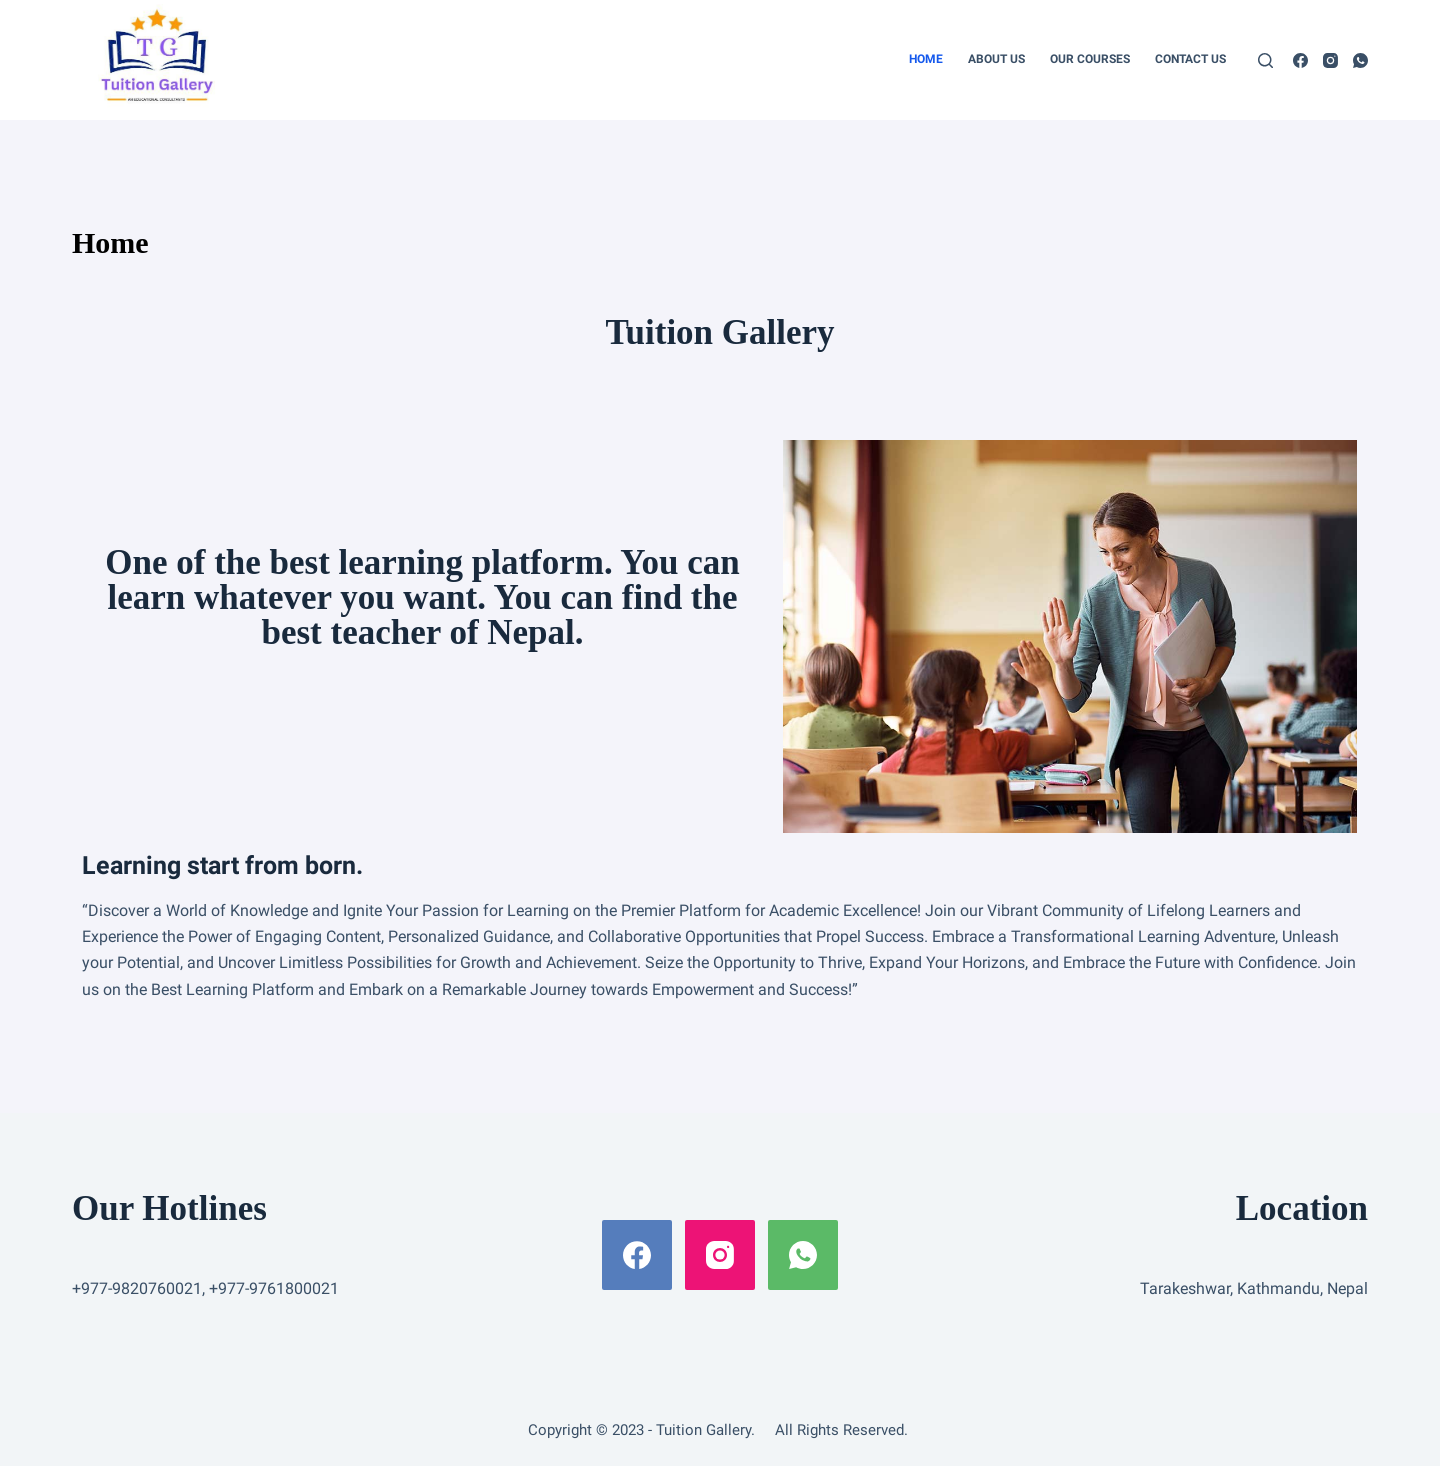 T G
Tuition Gallery
AN EDUCATIONAL CONSULTANTS
HOME ABOUT US OUR COURSES CONTACT US
Home
Tuition Gallery
One of the best learning platform. You can
learn whatever you want. You can find the
best teacher of Nepal.
Learning start from born.
“Discover a World of Knowledge and Ignite Your Passion for Learning on the Premier Platform for Academic Excellence! Join our Vibrant Community of Lifelong Learners and
Experience the Power of Engaging Content, Personalized Guidance, and Collaborative Opportunities that Propel Success. Embrace a Transformational Learning Adventure, Unleash
your Potential, and Uncover Limitless Possibilities for Growth and Achievement. Seize the Opportunity to Thrive, Expand Your Horizons, and Embrace the Future with Confidence. Join
us on the Best Learning Platform and Embark on a Remarkable Journey towards Empowerment and Success!”
Our Hotlines
+977-9820760021, +977-9761800021
Location
Tarakeshwar, Kathmandu, Nepal
Copyright © 2023 - Tuition Gallery. All Rights Reserved.